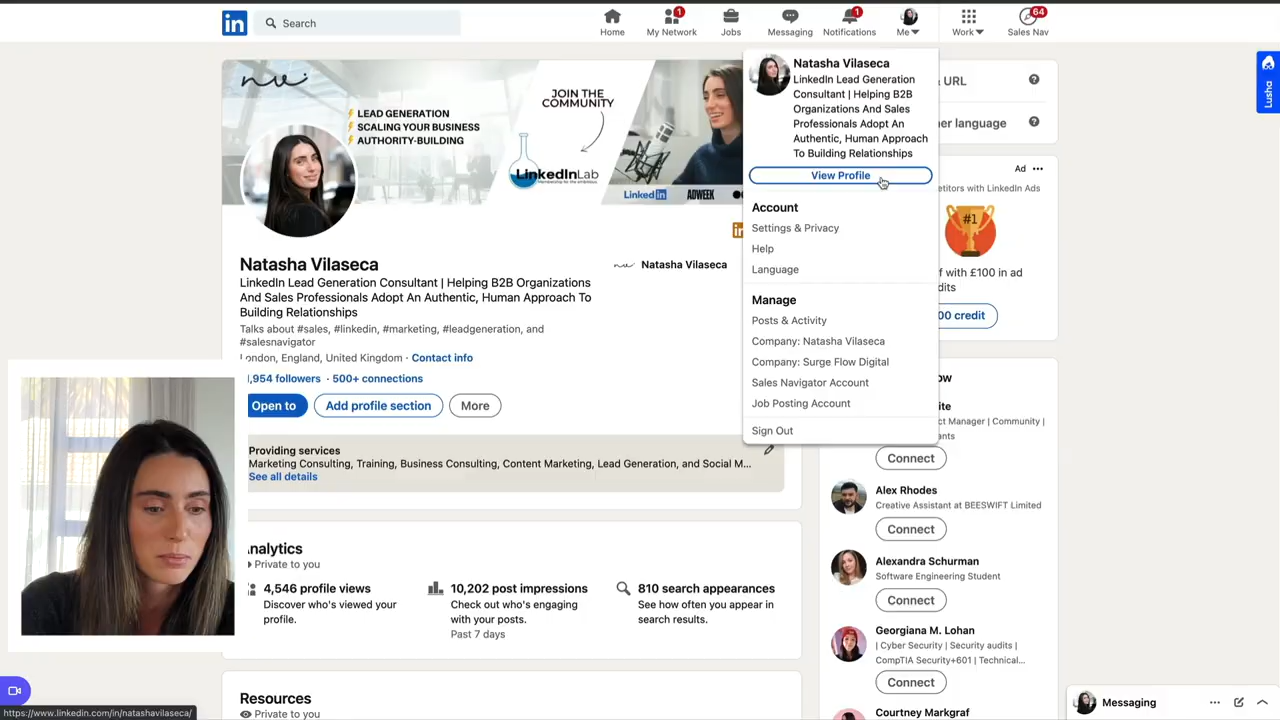 in
Search
Home
1
My Network
Jobs
Messaging
1
Notifications
Me
Work
64
Sales Nav
nv
LEAD GENERATION
SCALING YOUR BUSINESS
AUTHORITY-BUILDING
JOIN THE
COMMUNITY
LinkedInLab
Linked in
ADWEEK
Natasha Vilaseca
LinkedIn Lead Generation Consultant | Helping B2B Organizations
And Sales Professionals Adopt An Authentic, Human Approach To
Building Relationships
Talks about #sales, #linkedin, #marketing, #leadgeneration, and
#salesnavigator
London, England, United Kingdom · Contact info
,954 followers · 500+ connections
Open to
Add profile section
More
nv
Natasha Vilaseca
Providing services
Marketing Consulting, Training, Business Consulting, Content Marketing, Lead Generation, and Social M...
See all details
Analytics
Private to you
4,546 profile views
Discover who's viewed your
profile.
10,202 post impressions
Check out who's engaging
with your posts.
Past 7 days
810 search appearances
See how often you appear in
search results.
Resources
Private to you
Natasha Vilaseca
LinkedIn Lead Generation
Consultant | Helping B2B
Organizations And Sales
Professionals Adopt An
Authentic, Human Approach
To Building Relationships
View Profile
Account
Settings & Privacy
Help
Language
Manage
Posts & Activity
Company: Natasha Vilaseca
Company: Surge Flow Digital
Sales Navigator Account
Job Posting Account
Sign Out
& URL
er language
Ad
etitors with LinkedIn Ads
#1
f with £100 in ad
dits
00 credit
ow
ite
ct Manager | Community |
ants
Connect
Alex Rhodes
Creative Assistant at BEESWIFT Limited
Connect
Alexandra Schurman
Software Engineering Student
Connect
Georgiana M. Lohan
| Cyber Security | Security audits |
CompTIA Security+601 | Technical...
Connect
Courtney Markgraf
Lusha
Messaging
https://www.linkedin.com/in/natashavilaseca/